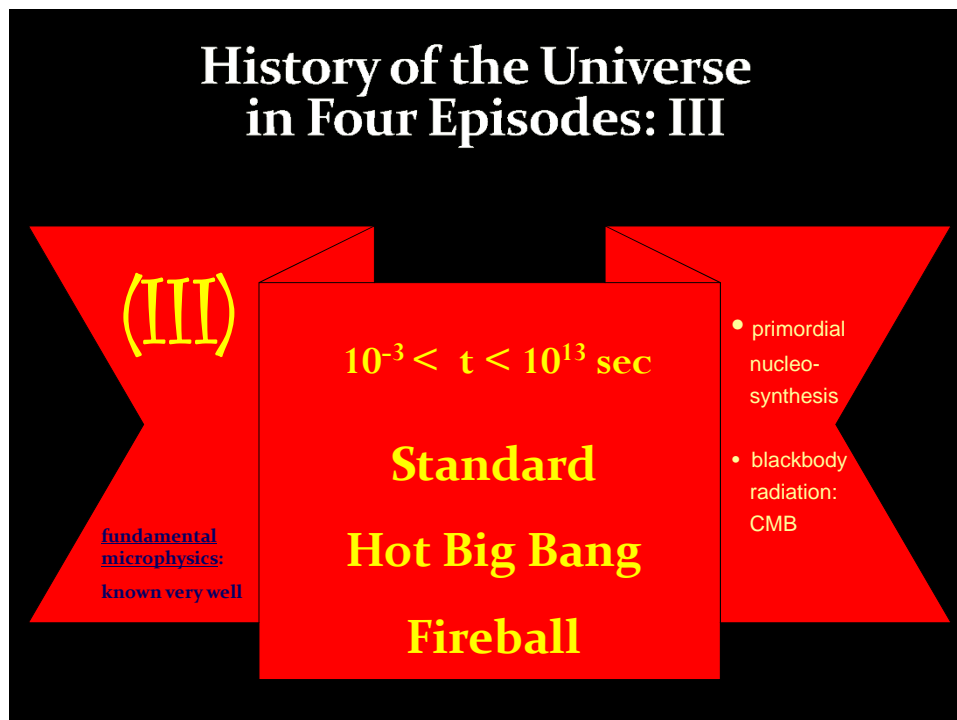 History of the Universe
in Four Episodes: III
(III)
10⁻³ < t < 10¹³ sec
Standard
Hot Big Bang
Fireball
fundamental
microphysics:
known very well
• primordial
nucleo-
synthesis
• blackbody
radiation:
CMB